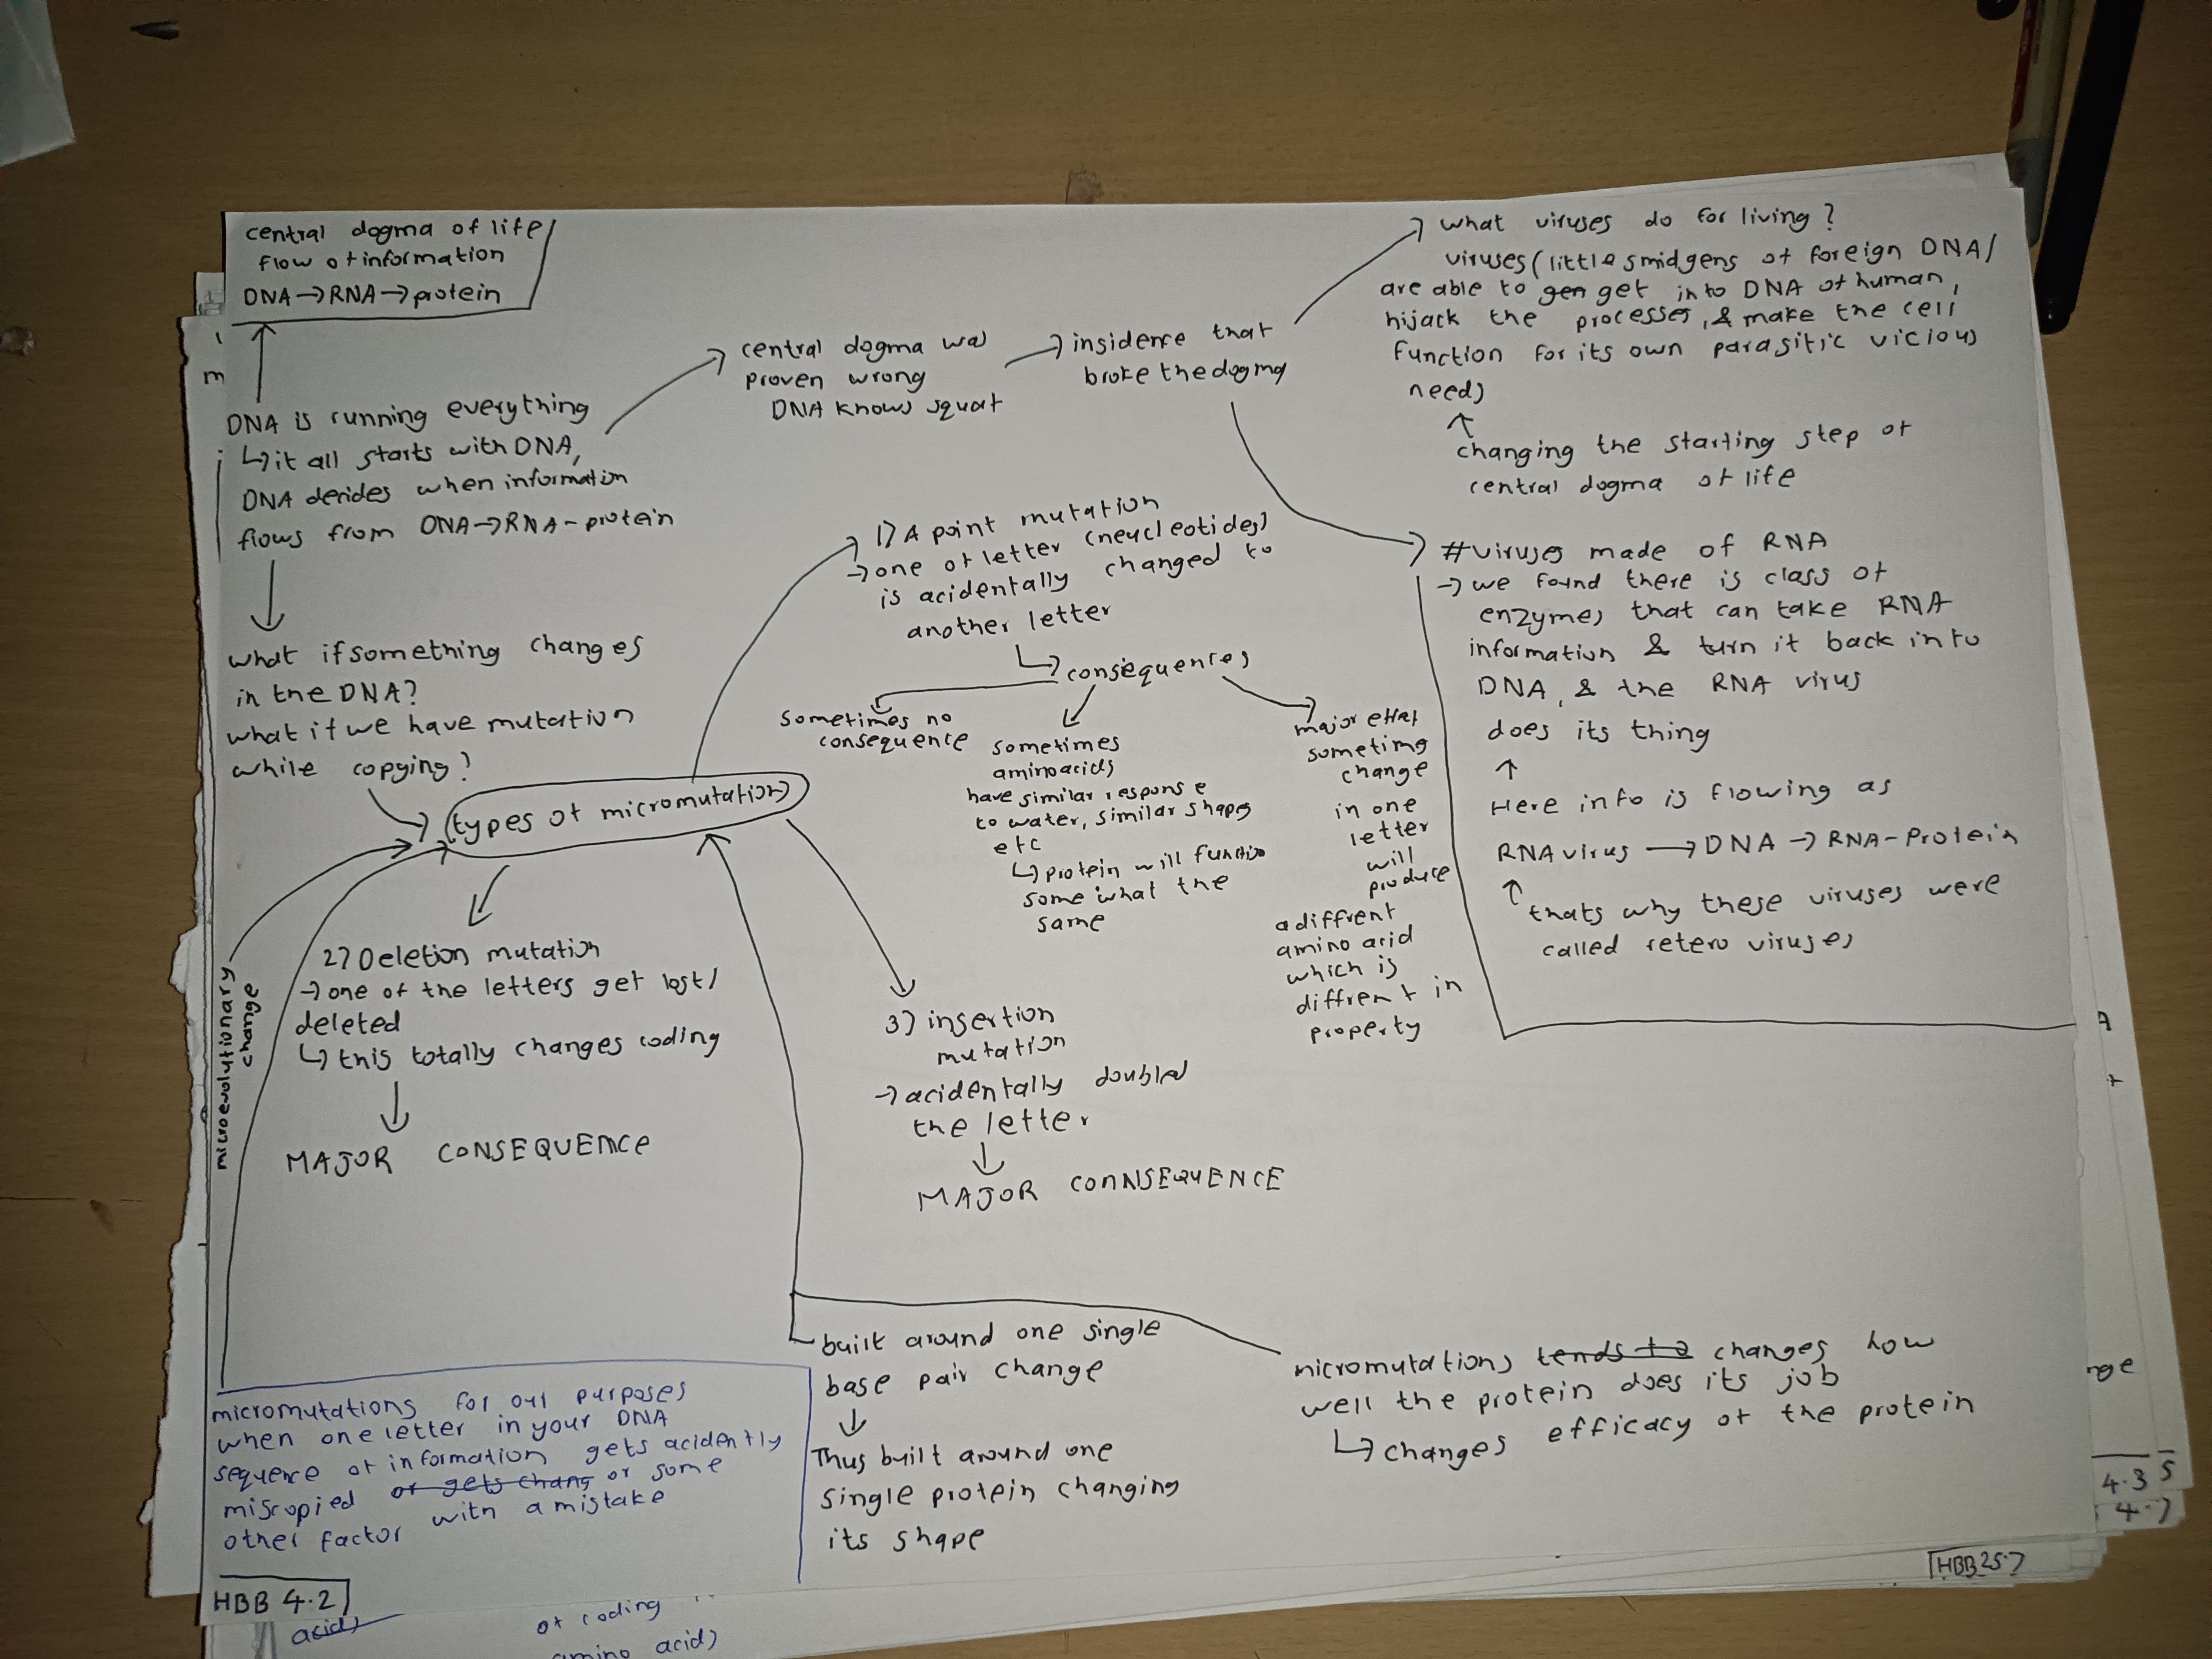 central dogma of life
flow of information
DNA→RNA→protein
DNA is running everything
↳it all starts with DNA,
DNA decides when information
flows from DNA→RNA-protein
what if something changes
in the DNA?
what if we have mutation
while copying?
types of micromutation
central dogma was
proven wrong
DNA knows squat
insidence that
broke the dogma
what viruses do for living?
viruses (little smidgens of foreign DNA/
are able to gen get into DNA of human,
hijack the processes, & make the cell
function for its own parasitic vicious
need)
↑
changing the starting step of
central dogma of life
#viruses made of RNA
→ we found there is class of
enzymes that can take RNA
information & turn it back into
DNA, & the RNA virus
does its thing
↑
Here info is flowing as
RNA virus → DNA → RNA-Protein
↑
thats why these viruses were
called retero viruses
1) A point mutation
→one of letter (neucleotides)
is acidentally changed to
another letter
↳ consequences
sometimes no
consequence
sometimes
aminoacids
have similar response
to water, similar shapes
etc
↳protein will functio
some what the
same
major effect
sometimg
change
in one
letter
will
produce
a diffrent
amino acid
which is
diffrent in
property
2) Deletion mutation
→one of the letters get lost/
deleted
↳ this totally changes coding
MAJOR CONSEQUENCE
3) insertion
mutation
→acidentally doubled
the letter
MAJOR CONNSEQUENCE
microevolutionary
change
micromutations for our purposes
when one letter in your DNA
sequence of information gets acidently
miscopied or gets chang or some
other factor with a mistake
HBB 4.2
built around one single
base pair change
↓
Thus built around one
single protein changing
its shape
micromutations tends to changes how
well the protein does its job
↳changes efficacy of the protein
nge
4.3 5
4.7
HBB 25.7
acid)
of coding
amino acid)